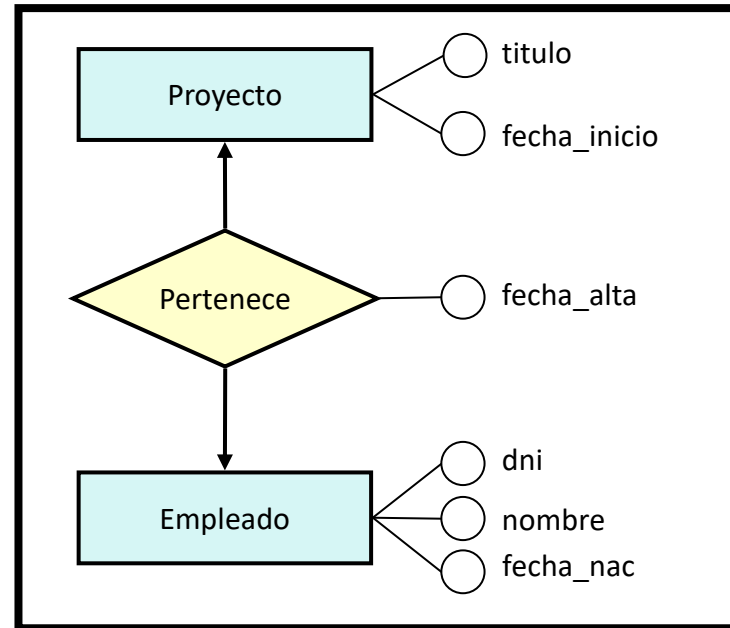 titulo
Proyecto
fecha_inicio
Pertenece
fecha_alta
dni
Empleado
nombre
fecha_nac